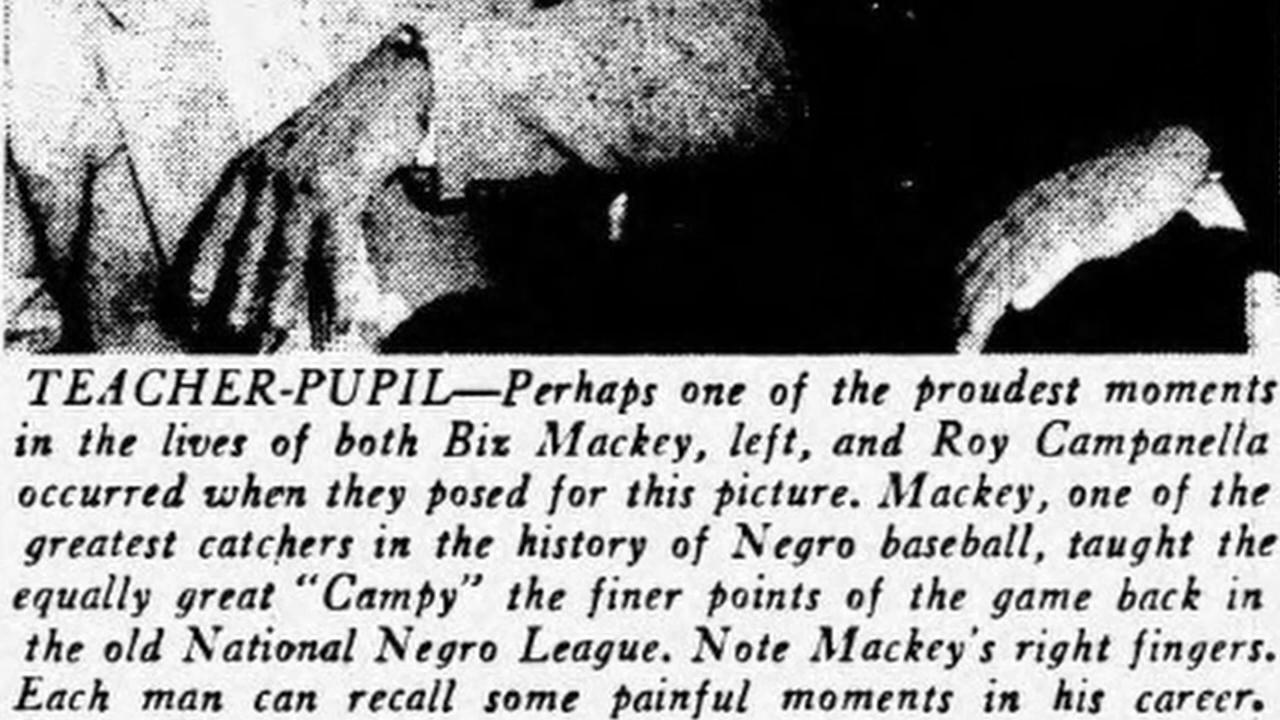 TEACHER-PUPIL—Perhaps one of the proudest moments
in the lives of both Biz Mackey, left, and Roy Campanella
occurred when they posed for this picture. Mackey, one of the
greatest catchers in the history of Negro baseball, taught the
equally great “Campy” the finer points of the game back in
the old National Negro League. Note Mackey's right fingers.
Each man can recall some painful moments in his career.